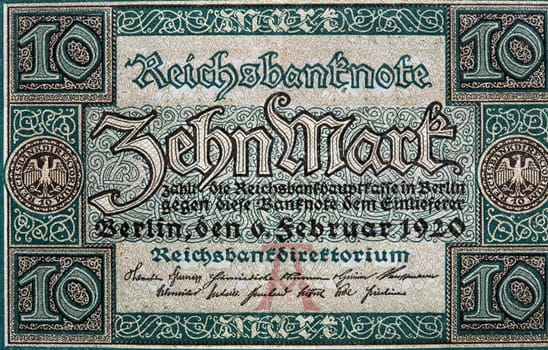 10 10
Reichsbanknote
Zehn Mark
zahlt die Reichsbankhauptkasse in Berlin
gegen diese Banknote dem Einlieferer
Berlin, den 6. Februar 1920
Reichsbankdirektorium
10 10